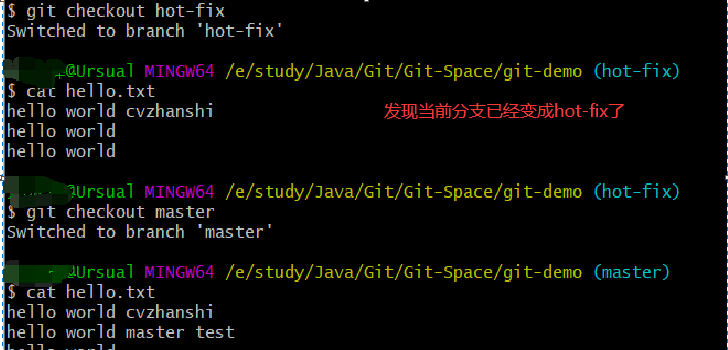 $ git checkout hot-fix
Switched to branch 'hot-fix'
@Ursual MINGW64 /e/study/Java/Git/Git-Space/git-demo (hot-fix)
$ cat hello.txt
hello world cvzhanshi 发现当前分支已经变成hot-fix了
hello world
hello world
@Ursual MINGW64 /e/study/Java/Git/Git-Space/git-demo (hot-fix)
$ git checkout master
Switched to branch 'master'
@Ursual MINGW64 /e/study/Java/Git/Git-Space/git-demo (master)
$ cat hello.txt
hello world cvzhanshi
hello world master test
hello world